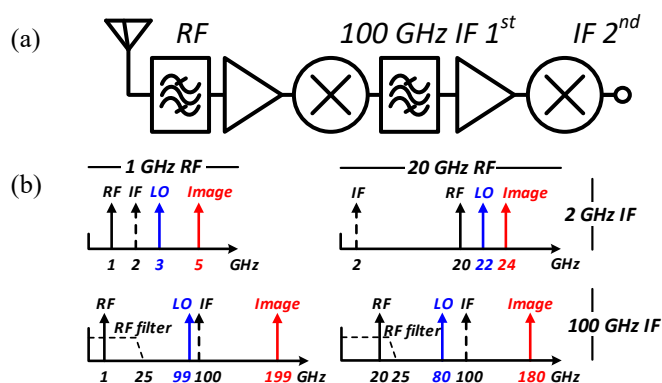 (a) RF 100 GHz IF 1st IF 2nd
(b) 1 GHz RF 20 GHz RF
RF IF LO Image IF RF LO Image 2 GHz IF
1 2 3 5 GHz 2 20 22 24 GHz
RF LO IF Image RF LO IF Image 100 GHz IF
RF filter RF filter
1 25 99 100 199 GHz 20 25 80 100 180 GHz